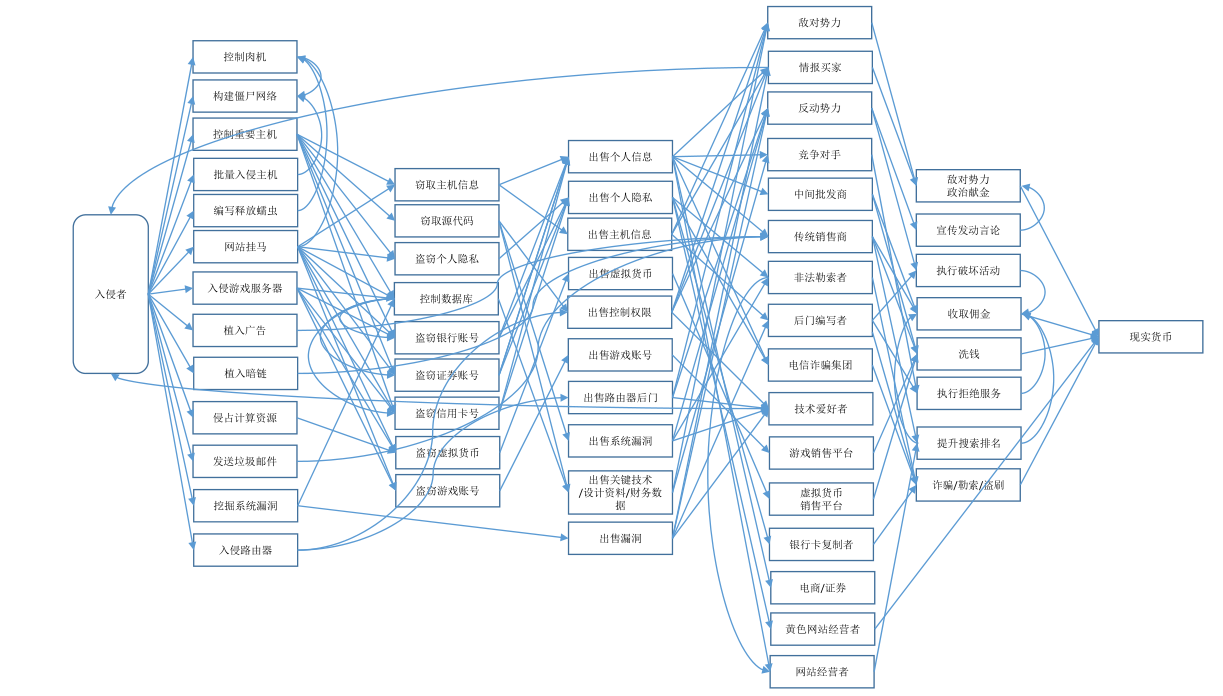 入侵者
控制肉机
构建僵尸网络
控制重要主机
批量入侵主机
编写释放蠕虫
网站挂马
入侵游戏服务器
植入广告
植入暗链
侵占计算资源
发送垃圾邮件
挖掘系统漏洞
入侵路由器
窃取主机信息
窃取源代码
盗窃个人隐私
控制数据库
盗窃银行账号
盗窃证券账号
盗窃信用卡号
盗窃虚拟货币
盗窃游戏账号
出售个人信息
出售个人隐私
出售主机信息
出售虚拟货币
出售控制权限
出售游戏账号
出售路由器后门
出售系统漏洞
出售关键技术
/设计资料/财务数
据
出售漏洞
敌对势力
情报买家
反动势力
竞争对手
中间批发商
传统销售商
非法勒索者
后门编写者
电信诈骗集团
技术爱好者
游戏销售平台
虚拟货币
销售平台
银行卡复制者
电商/证券
黄色网站经营者
网站经营者
敌对势力
政治献金
宣传发动言论
执行破坏活动
收取佣金
洗钱
执行拒绝服务
提升搜索排名
诈骗/勒索/盗刷
现实货币